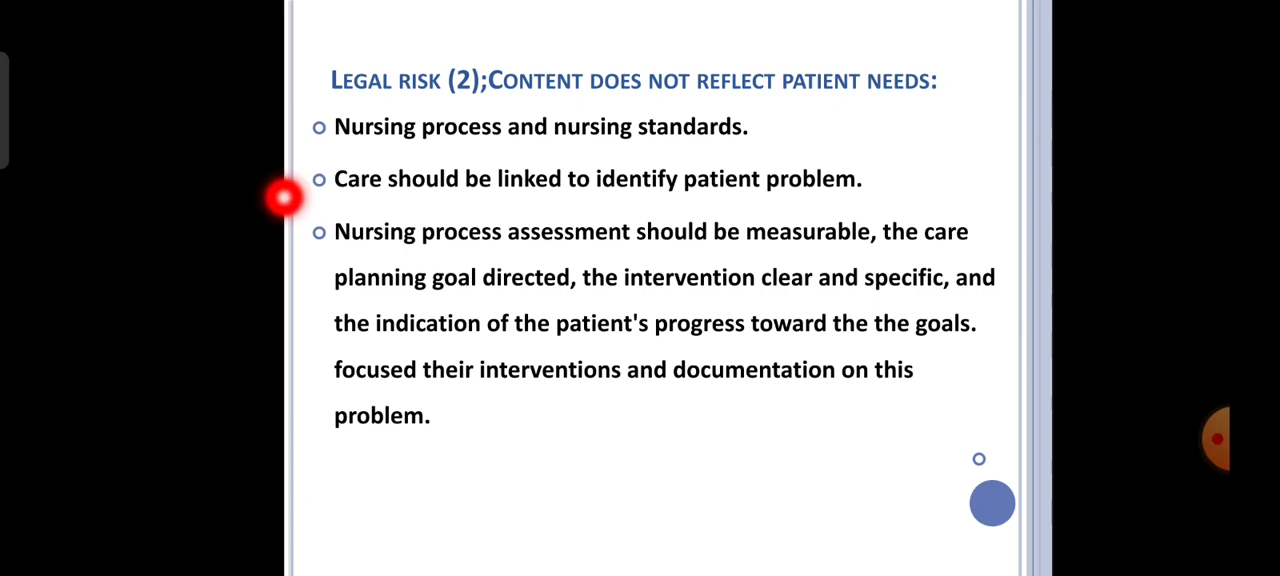 LEGAL RISK (2);CONTENT DOES NOT REFLECT PATIENT NEEDS:
Nursing process and nursing standards.
Care should be linked to identify patient problem.
Nursing process assessment should be measurable, the care
planning goal directed, the intervention clear and specific, and
the indication of the patient's progress toward the the goals.
focused their interventions and documentation on this
problem.